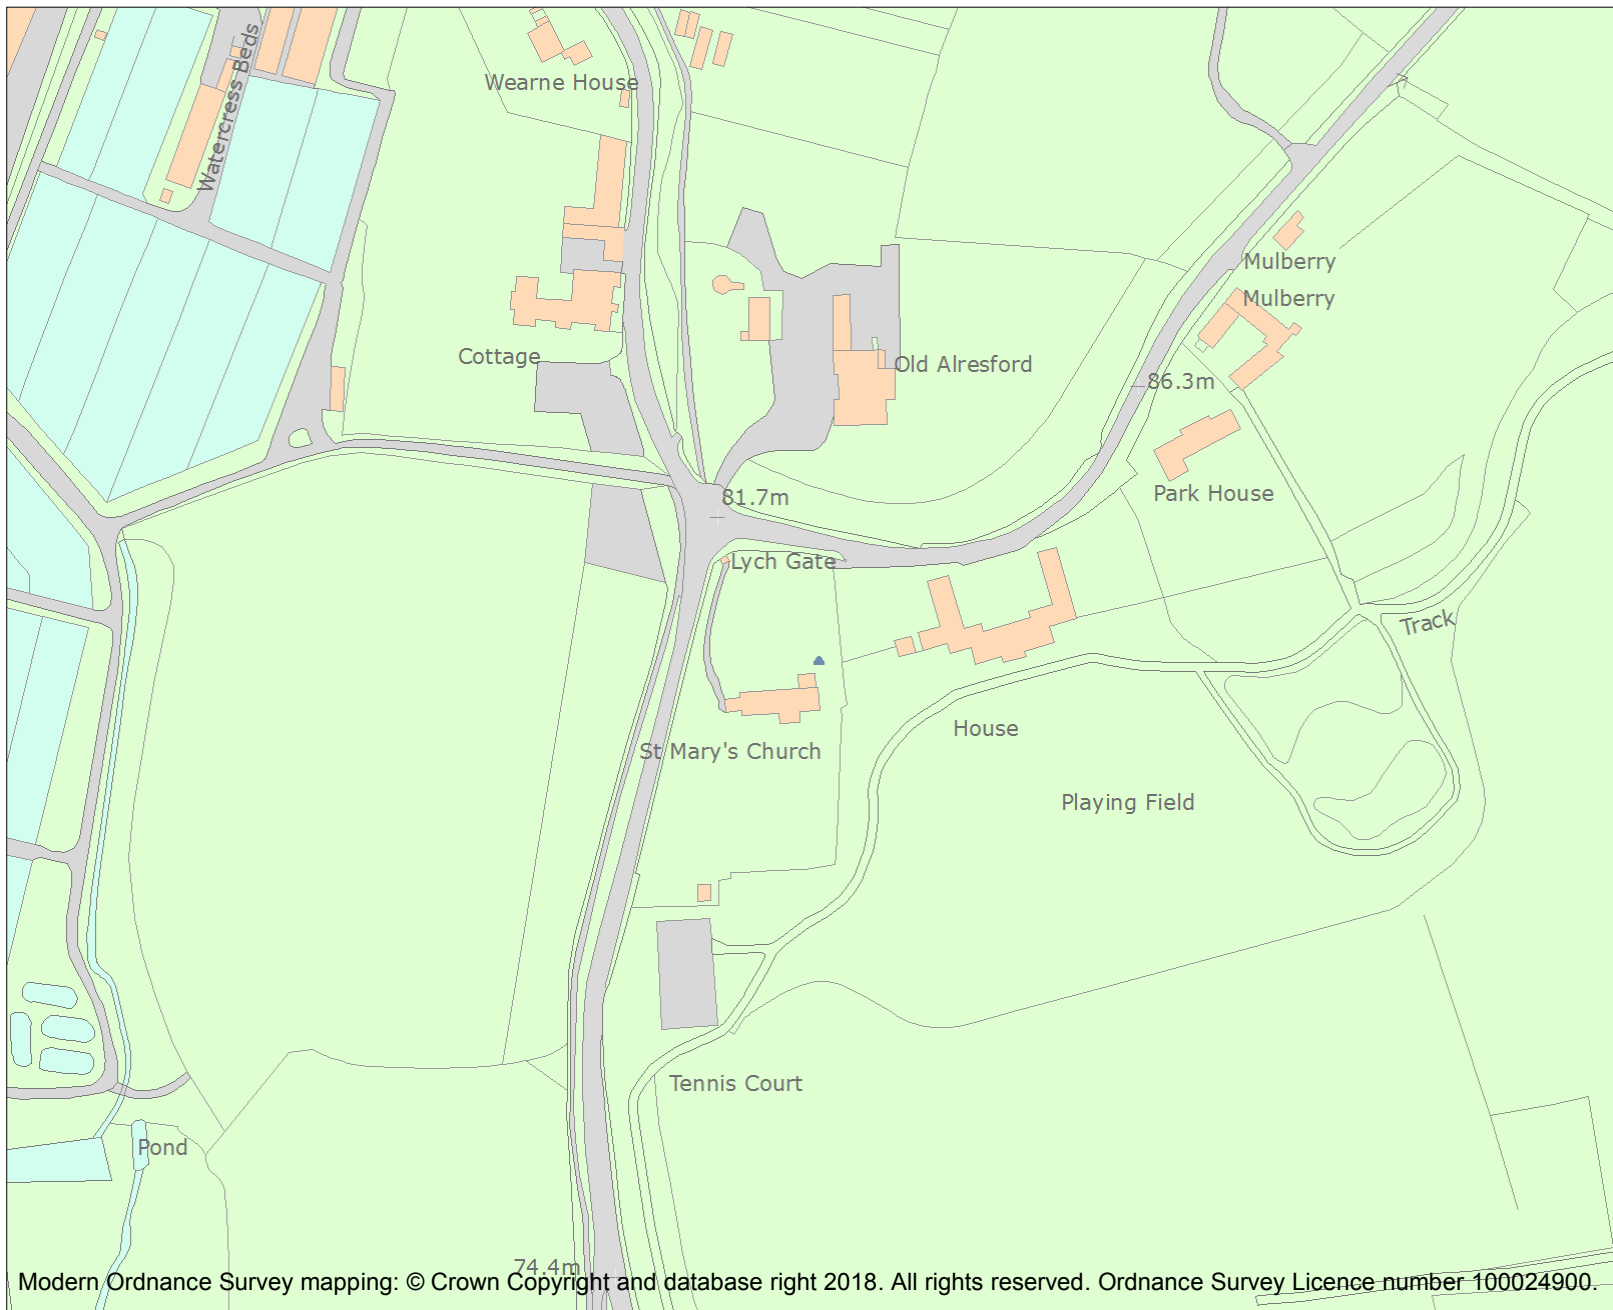 Watercress Beds
Wearne House
Mulberry
Mulberry
Cottage
Old Alresford
86.3m
Park House
81.7m
Lych Gate
Track
House
St Mary's Church
Playing Field
Tennis Court
Pond
74.4m
Modern Ordnance Survey mapping: © Crown Copyright and database right 2018. All rights reserved. Ordnance Survey Licence number 100024900.